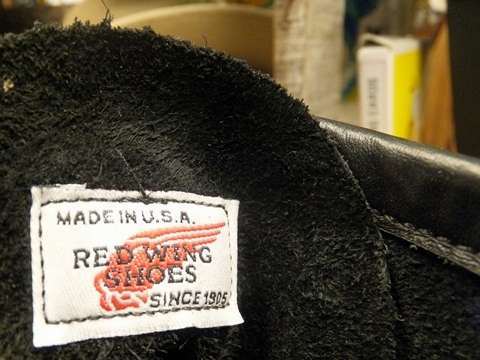 MADE IN U.S.A.
RED WING
SHOES
SINCE 1905